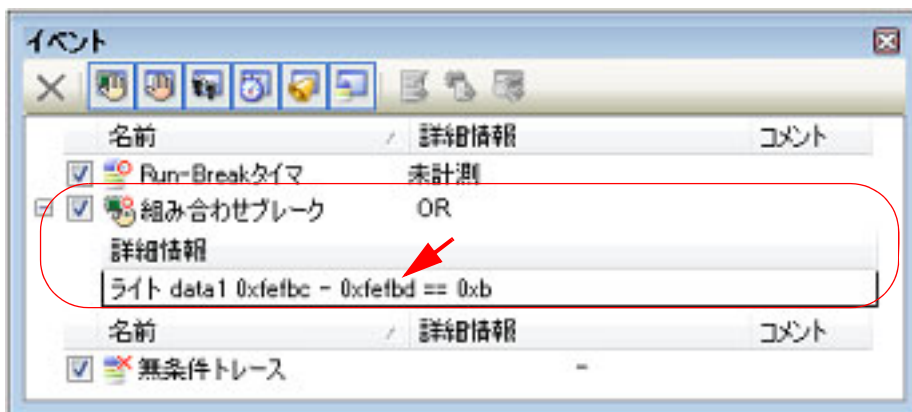 イベント
名前 詳細情報 コメント
Run-Breakタイマ 未計測
組み合わせブレーク OR
詳細情報
ライト data1 0xfefbc - 0xfefbd == 0xb
名前 詳細情報 コメント
無条件トレース -